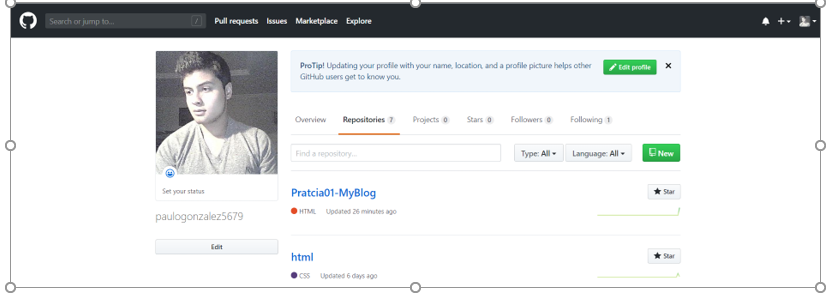 Search or jump to... /
Pull requests Issues Marketplace Explore
ProTip! Updating your profile with your name, location, and a profile picture helps other
GitHub users get to know you.
Edit profile
Overview Repositories 7 Projects 0 Stars 0 Followers 0 Following 1
Find a repository... Type: All Language: All New
Set your status
paulogonzalez5679
Edit
Pratcia01-MyBlog Star
HTML Updated 26 minutes ago
html Star
CSS Updated 6 days ago